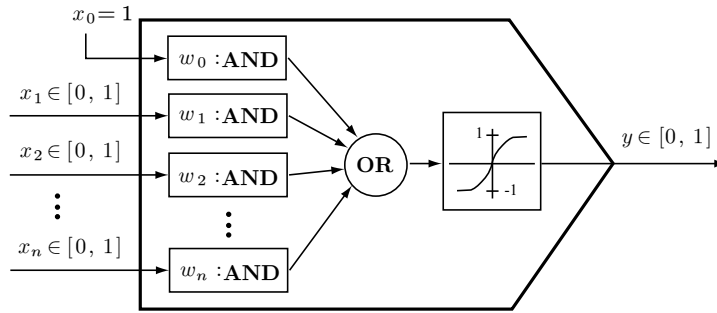 x₀ = 1
w₀ : AND
x₁ ∈ [0, 1]
w₁ : AND
x₂ ∈ [0, 1]
w₂ : AND
xₙ ∈ [0, 1]
wₙ : AND
OR
1
-1
y ∈ [0, 1]